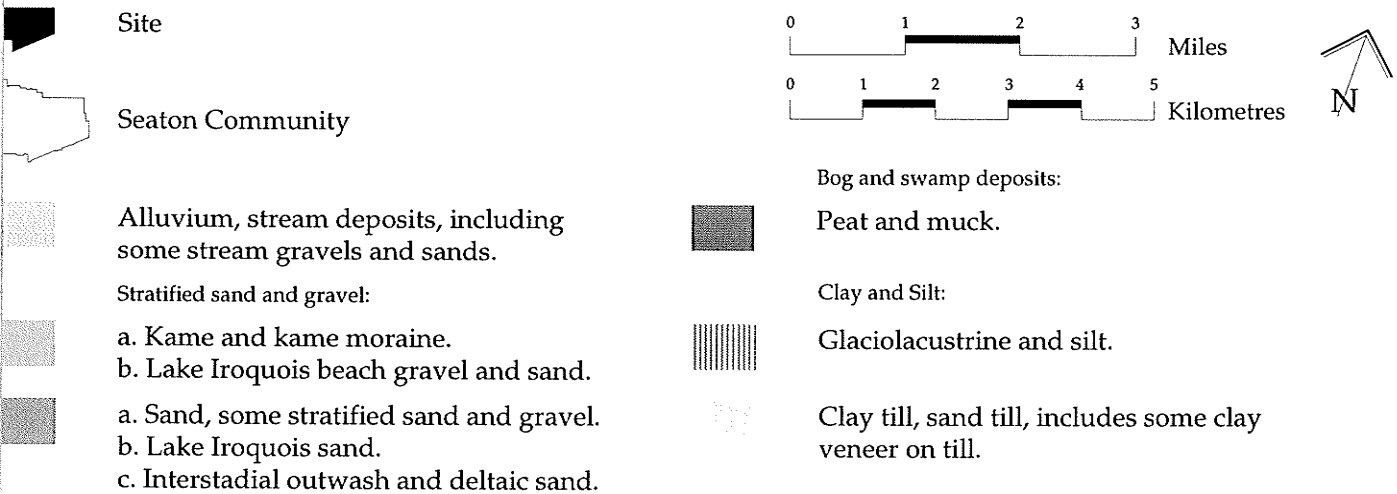 Site
Seaton Community
Alluvium, stream deposits, including
some stream gravels and sands.
Stratified sand and gravel:
a. Kame and kame moraine.
b. Lake Iroquois beach gravel and sand.
a. Sand, some stratified sand and gravel.
b. Lake Iroquois sand.
c. Interstadial outwash and deltaic sand.
0 1 2 3
Miles
0 1 2 3 4 5
Kilometres
N
Bog and swamp deposits:
Peat and muck.
Clay and Silt:
Glaciolacustrine and silt.
Clay till, sand till, includes some clay
veneer on till.